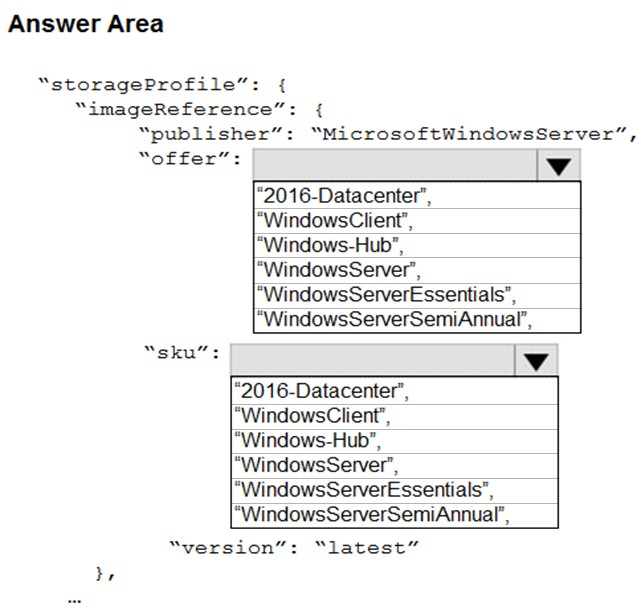 Answer Area
“storageProfile”: {
“imageReference”: {
“publisher”: “MicrosoftWindowsServer”,
“offer”:
“2016-Datacenter”,
“WindowsClient”,
“Windows-Hub”,
“WindowsServer”,
“WindowsServerEssentials”,
“WindowsServerSemiAnnual”,
“sku”:
“2016-Datacenter”,
“WindowsClient”,
“Windows-Hub”,
“WindowsServer”,
“WindowsServerEssentials”,
“WindowsServerSemiAnnual”,
“version”: “latest”
},
…